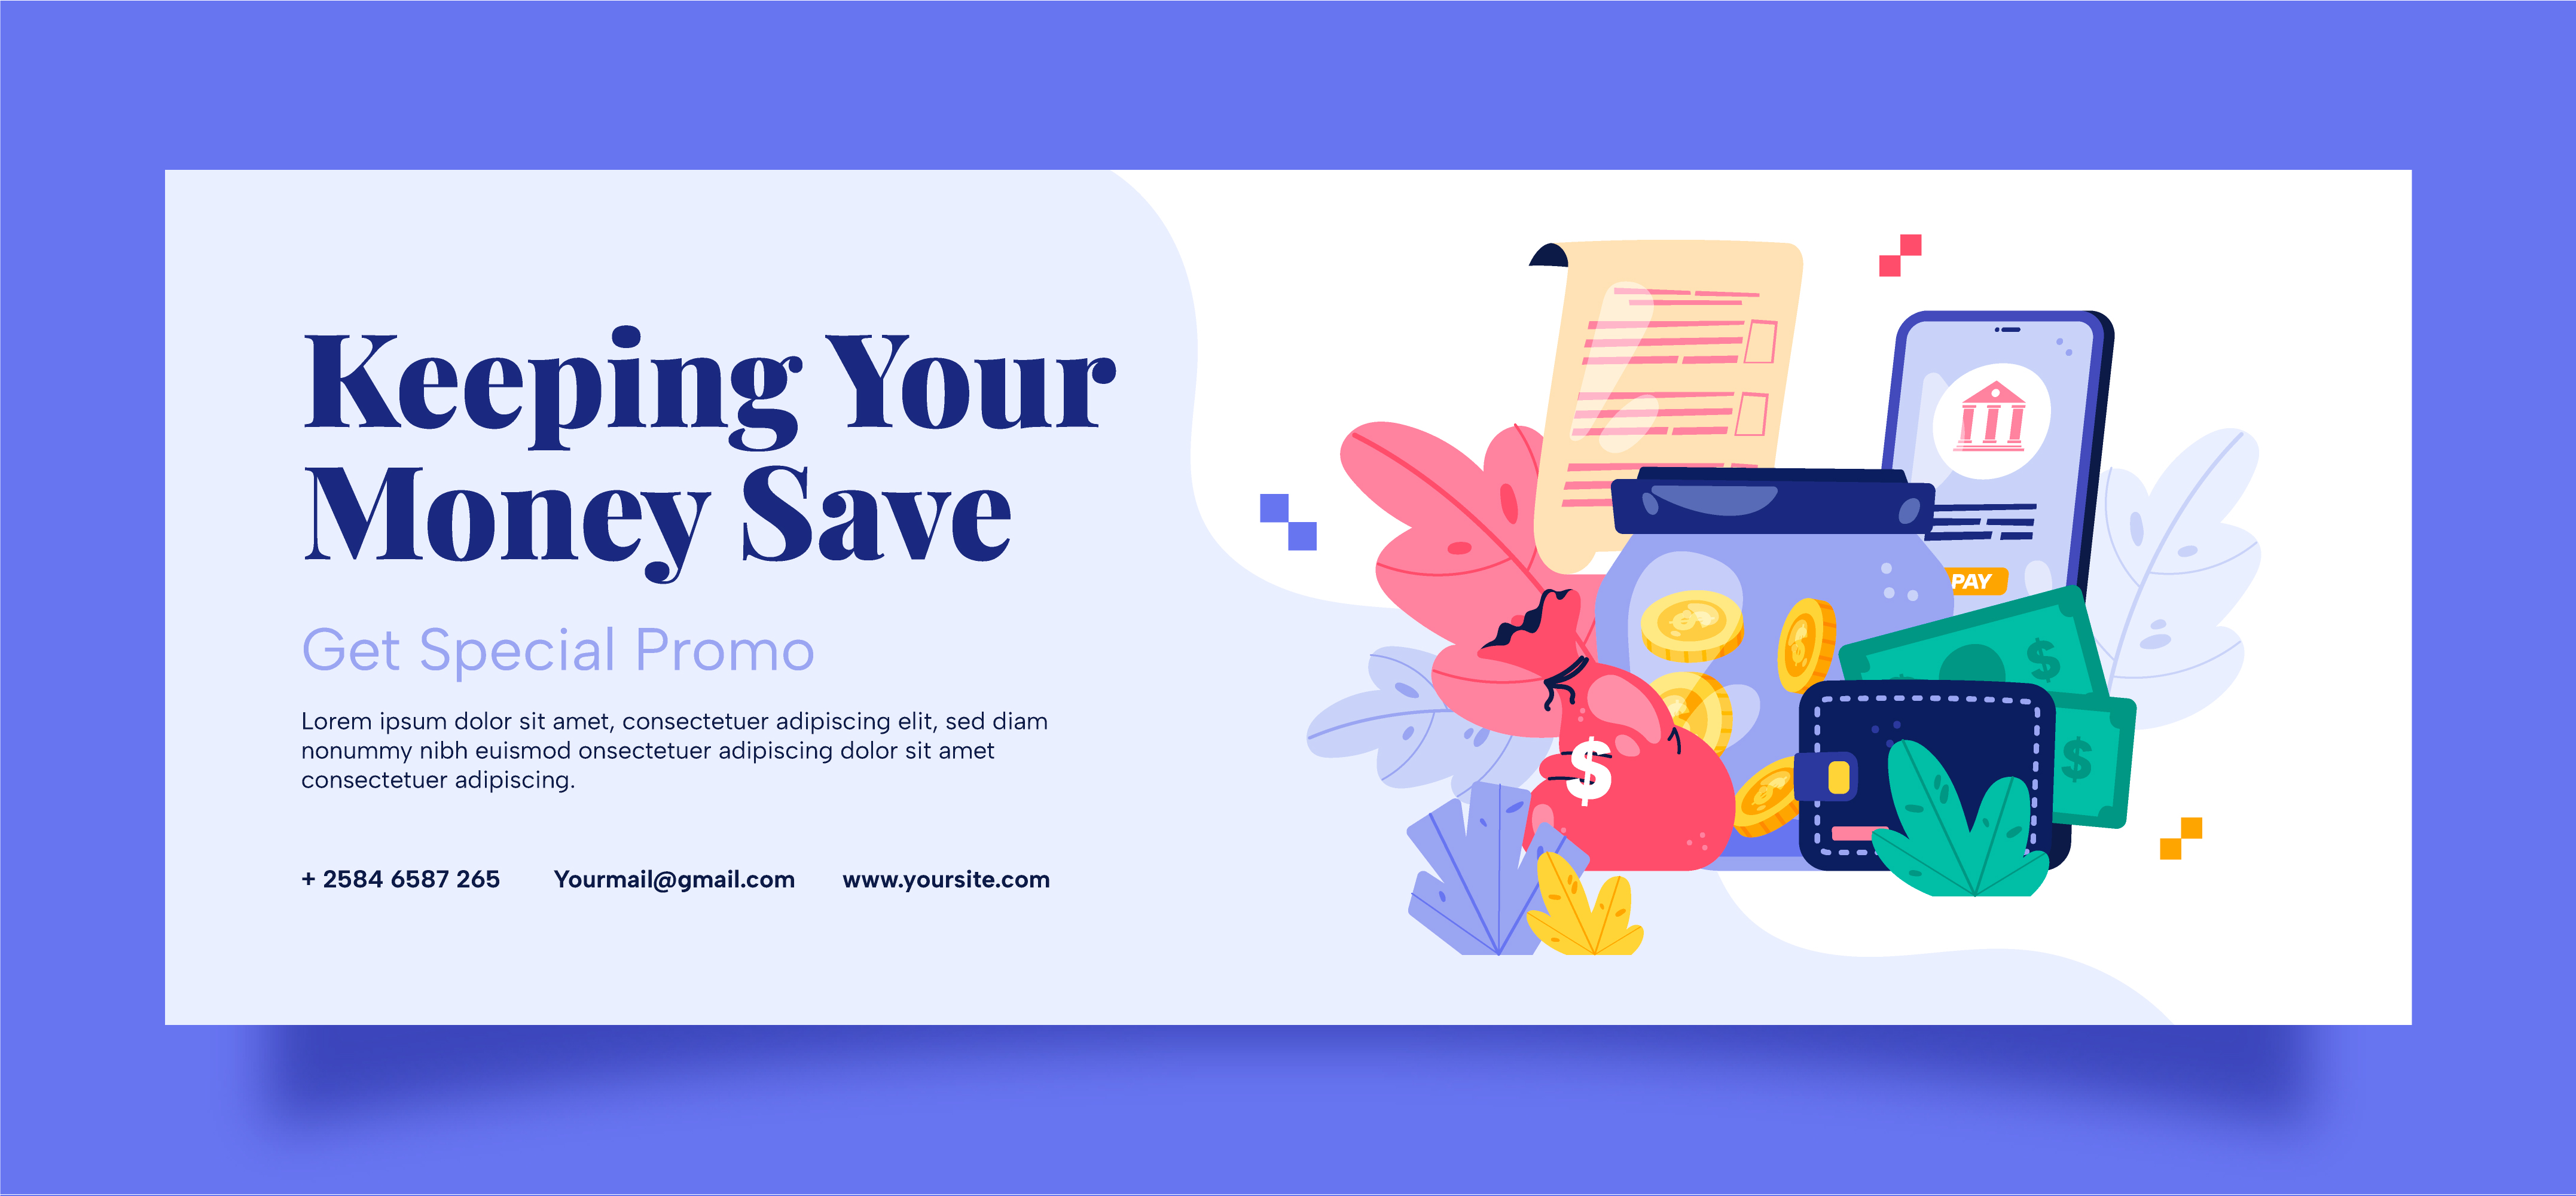 Keeping Your
Money Save
Get Special Promo
Lorem ipsum dolor sit amet, consectetuer adipiscing elit, sed diam
nonummy nibh euismod onsectetuer adipiscing dolor sit amet
consectetuer adipiscing.
+ 2584 6587 265 Yourmail@gmail.com www.yoursite.com
PAY
$
$
$